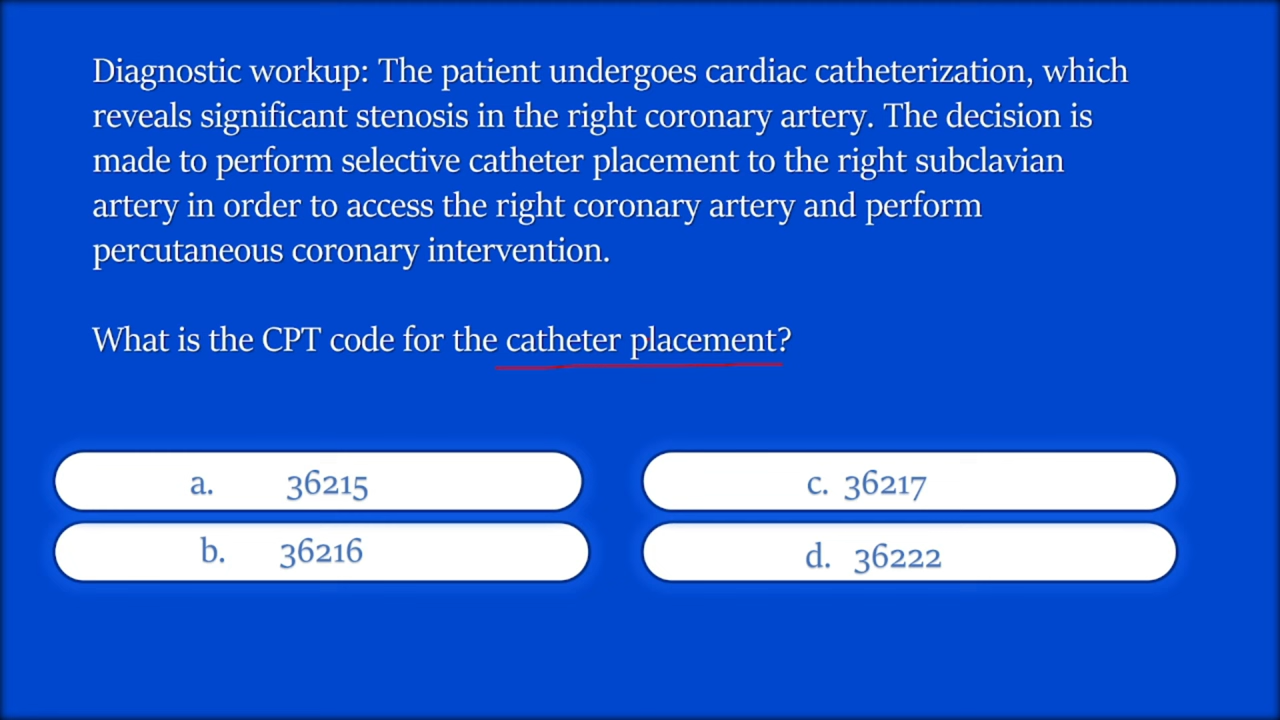 Diagnostic workup: The patient undergoes cardiac catheterization, which
reveals significant stenosis in the right coronary artery. The decision is
made to perform selective catheter placement to the right subclavian
artery in order to access the right coronary artery and perform
percutaneous coronary intervention.
What is the CPT code for the catheter placement?
a. 36215
b. 36216
c. 36217
d. 36222